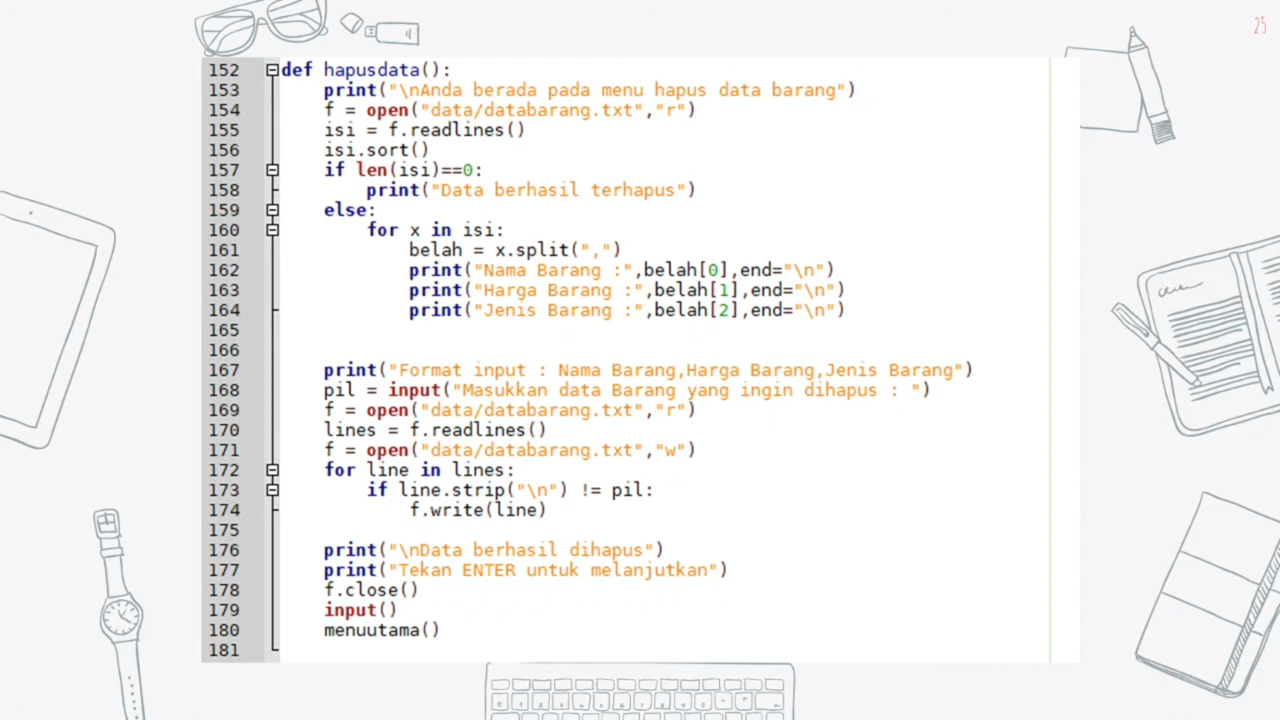 25
152 def hapusdata():
153     print("\nAnda berada pada menu hapus data barang")
154     f = open("data/databarang.txt","r")
155     isi = f.readlines()
156     isi.sort()
157     if len(isi)==0:
158         print("Data berhasil terhapus")
159     else:
160         for x in isi:
161             belah = x.split(",")
162             print("Nama Barang :",belah[0],end="\n")
163             print("Harga Barang :",belah[1],end="\n")
164             print("Jenis Barang :",belah[2],end="\n")
165
166
167     print("Format input : Nama Barang,Harga Barang,Jenis Barang")
168     pil = input("Masukkan data Barang yang ingin dihapus : ")
169     f = open("data/databarang.txt","r")
170     lines = f.readlines()
171     f = open("data/databarang.txt","w")
172     for line in lines:
173         if line.strip("\n") != pil:
174             f.write(line)
175
176     print("\nData berhasil dihapus")
177     print("Tekan ENTER untuk melanjutkan")
178     f.close()
179     input()
180     menuutama()
181